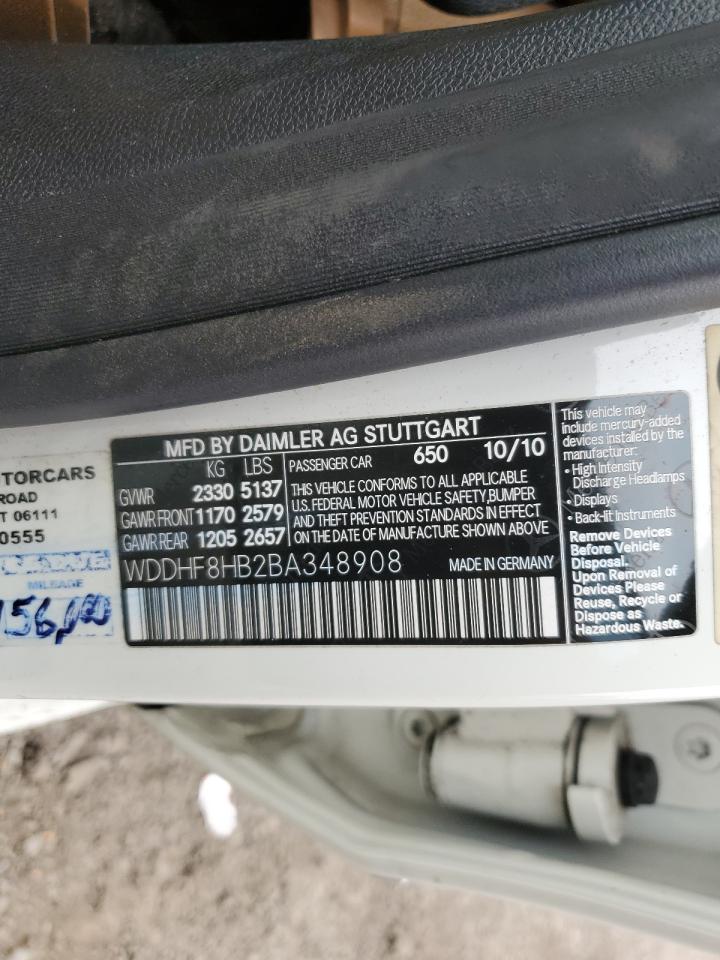 MFD BY DAIMLER AG STUTTGART
KG LBS
GVWR 2330 5137
GAWR FRONT 1170 2579
GAWR REAR 1205 2657
PASSENGER CAR 650 10/10
THIS VEHICLE CONFORMS TO ALL APPLICABLE
U.S. FEDERAL MOTOR VEHICLE SAFETY, BUMPER
AND THEFT PREVENTION STANDARDS IN EFFECT
ON THE DATE OF MANUFACTURE SHOWN ABOVE
WDDHF8HB2BA348908
MADE IN GERMANY
This vehicle may
include mercury-added
devices installed by the
manufacturer:
• High Intensity
Discharge Headlamps
• Displays
• Back-lit Instruments
Remove Devices
Before Vehicle
Disposal.
Upon Removal of
Devices Please
Reuse, Recycle or
Dispose as
Hazardous Waste.
TORCARS
ROAD
T 06111
0555
MILEAGE